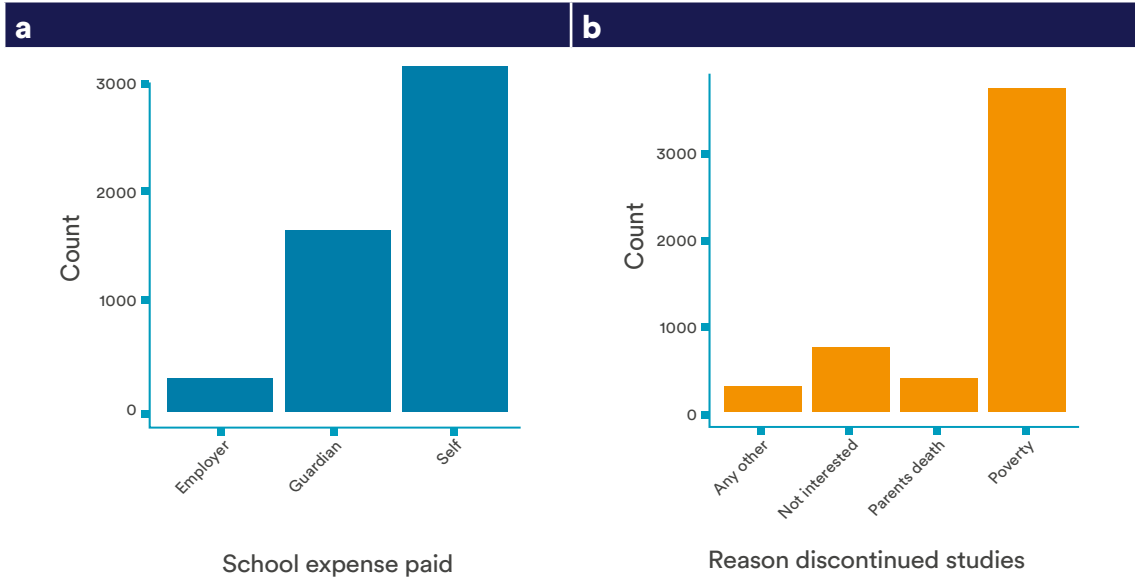 a
3000
2000
1000
0
Count
Employer
Guardian
Self
School expense paid
b
3000
2000
1000
0
Count
Any other
Not interested
Parents death
Poverty
Reason discontinued studies